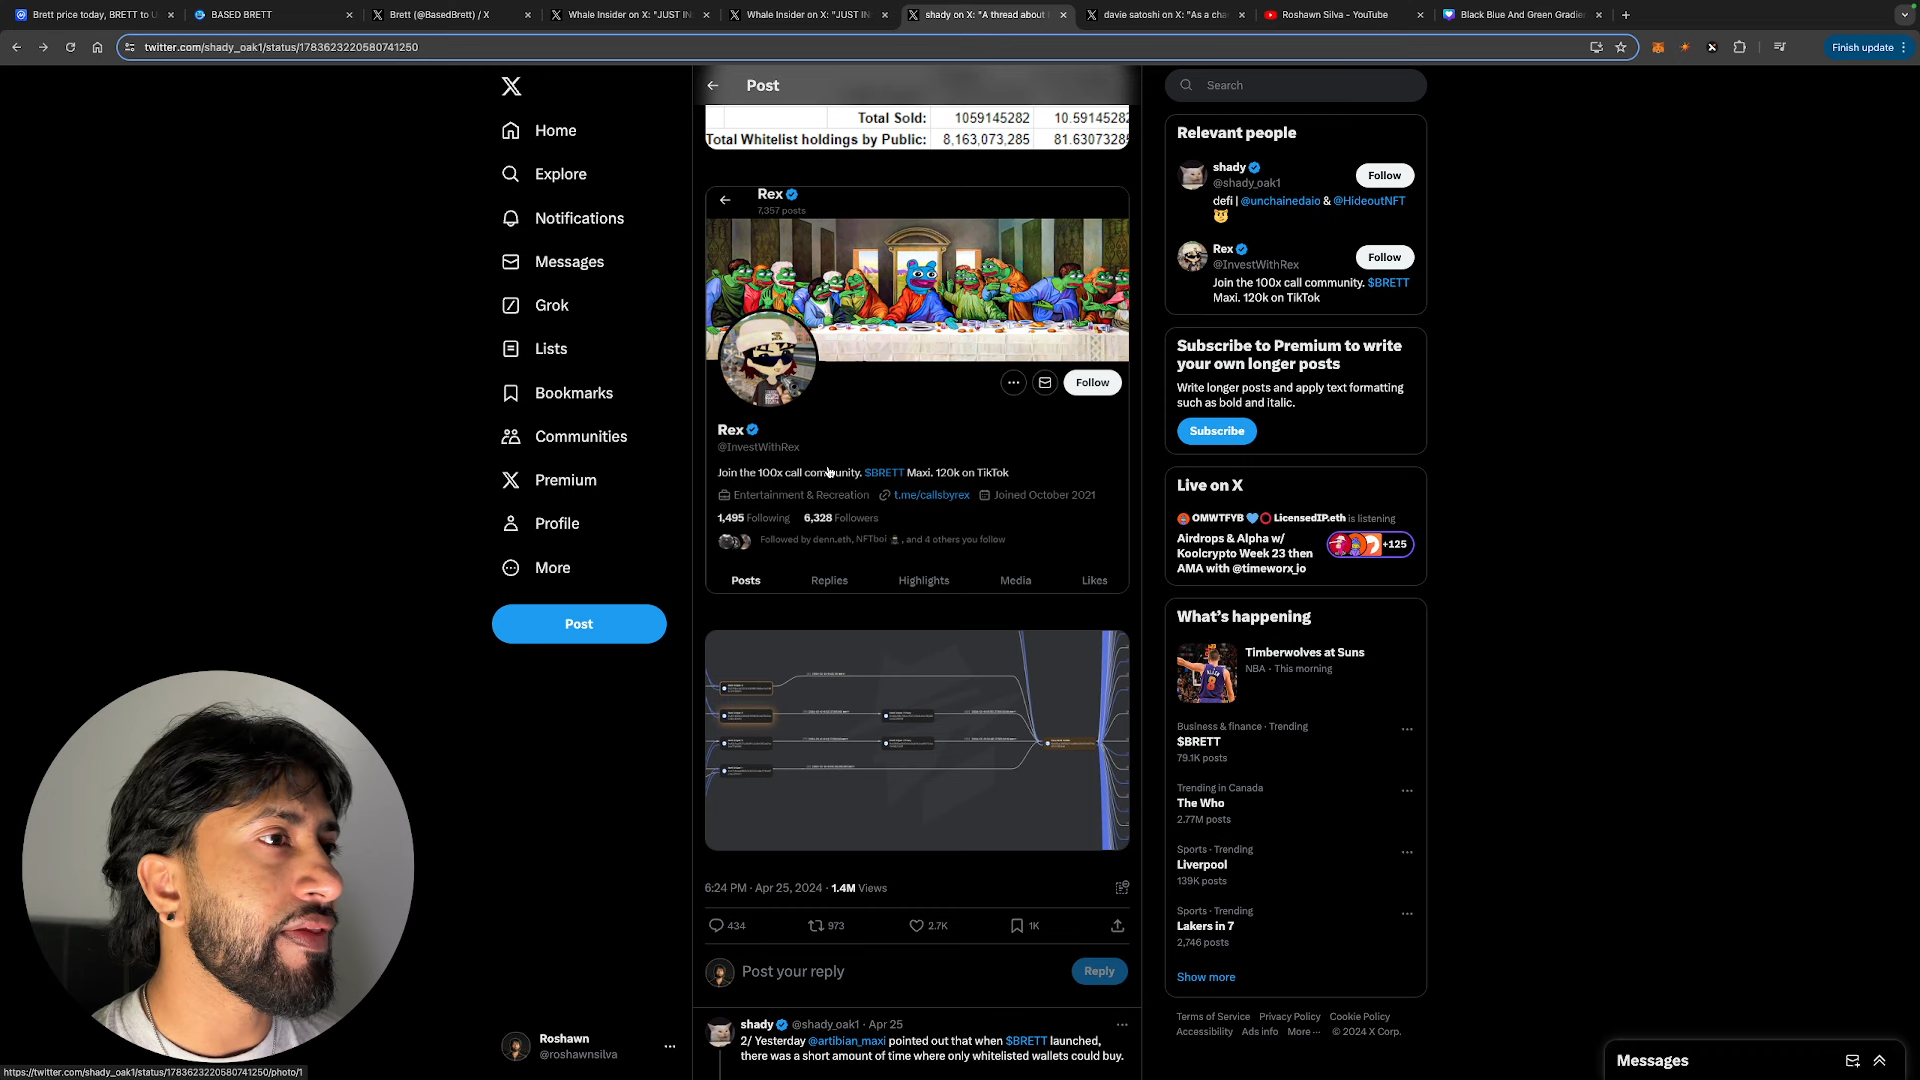 Brett price today, BRETT to U
BASED BRETT
Brett (@BasedBrett) / X
Whale Insider on X: "JUST IN
Whale Insider on X: "JUST IN
shady on X: "A thread about
davie satoshi on X: "As a cha
Roshawn Silva - YouTube
Black Blue And Green Gradie
twitter.com/shady_oak1/status/1783623220580741250
Finish update
Home
Explore
Notifications
Messages
Grok
Lists
Bookmarks
Communities
Premium
Profile
More
Post
Roshawn
@roshawnsilva
https://twitter.com/shady_oak1/status/1783623220580741250/photo/1
Post
Total Sold: 1059145282 10.59145282
Total Whitelist holdings by Public: 8,163,073,285 81.6307328
Rex
7,357 posts
Follow
Rex
@InvestWithRex
Join the 100x call community. $BRETT Maxi. 120k on TikTok
Entertainment & Recreation t.me/callsbyrex Joined October 2021
1,495 Following 6,328 Followers
Followed by denn.eth, NFTboi, and 4 others you follow
Posts Replies Highlights Media Likes
6:24 PM · Apr 25, 2024 · 1.4M Views
434 973 2.7K 1K
Post your reply
Reply
shady @shady_oak1 · Apr 25
2/ Yesterday @artibian_maxi pointed out that when $BRETT launched,
there was a short amount of time where only whitelisted wallets could buy.
Search
Relevant people
shady
@shady_oak1
Follow
defi | @unchainedaio & @HideoutNFT
Rex
@InvestWithRex
Follow
Join the 100x call community. $BRETT
Maxi. 120k on TikTok
Subscribe to Premium to write
your own longer posts
Write longer posts and apply text formatting
such as bold and italic.
Subscribe
Live on X
OMWTFYB LicensedIP.eth is listening
Airdrops & Alpha w/
Koolcrypto Week 23 then
AMA with @timeworx_io
+125
What's happening
Timberwolves at Suns
NBA · This morning
Business & finance · Trending
$BRETT
79.1K posts
Trending in Canada
The Who
2.77M posts
Sports · Trending
Liverpool
139K posts
Sports · Trending
Lakers in 7
2,746 posts
Show more
Terms of Service Privacy Policy Cookie Policy
Accessibility Ads info More ··· © 2024 X Corp.
Messages